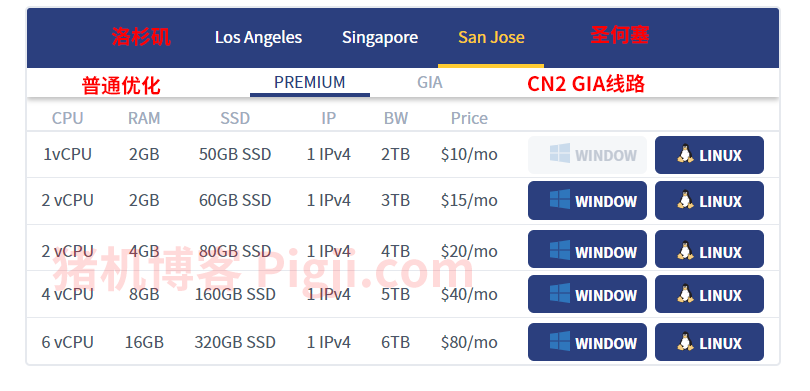 洛杉矶 Los Angeles Singapore San Jose 圣何塞
普通优化 PREMIUM GIA CN2 GIA线路
CPU RAM SSD IP BW Price
1vCPU 2GB 50GB SSD 1 IPv4 2TB $10/mo WINDOW LINUX
2 vCPU 2GB 60GB SSD 1 IPv4 3TB $15/mo WINDOW LINUX
2 vCPU 4GB 80GB SSD 1 IPv4 4TB $20/mo WINDOW LINUX
猪机博客 Pigji.com
4 vCPU 8GB 160GB SSD 1 IPv4 5TB $40/mo WINDOW LINUX
6 vCPU 16GB 320GB SSD 1 IPv4 6TB $80/mo WINDOW LINUX